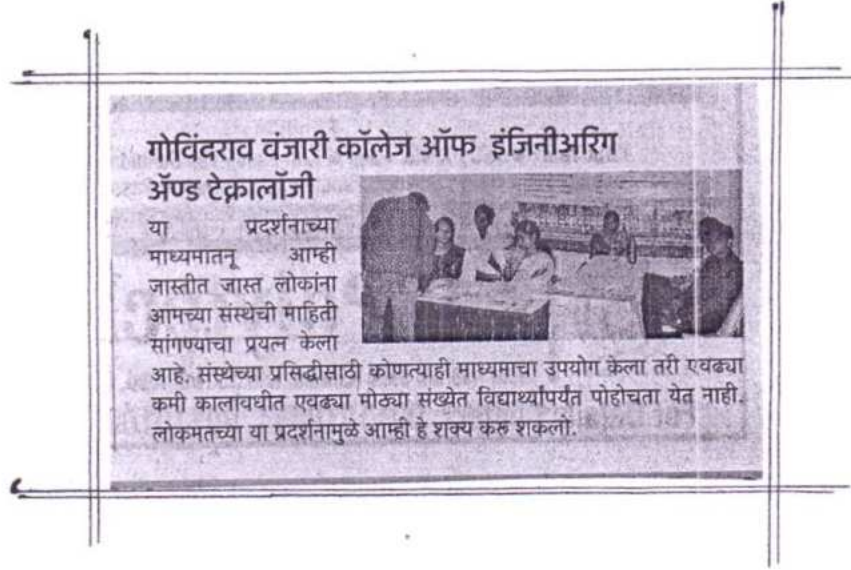 गोविंदराव वंजारी कॉलेज ऑफ इंजिनीअरिग
ॲण्ड टेक्नालॉजी
या प्रदर्शनाच्या
माध्यमातनू आम्ही
जास्तीत जास्त लोकांना
आमच्या संस्थेची माहिती
सांगण्याचा प्रयत्न केला
आहे. संस्थेच्या प्रसिद्धीसाठी कोणत्याही माध्यमाचा उपयोग केला तरी एवढ्या
कमी कालावधीत एवढ्या मोठ्या संख्येत विद्यार्थ्यांपर्यंत पोहोचता येत नाही.
लोकमतच्या या प्रदर्शनामुळे आम्ही हे शक्य करू शकलो.